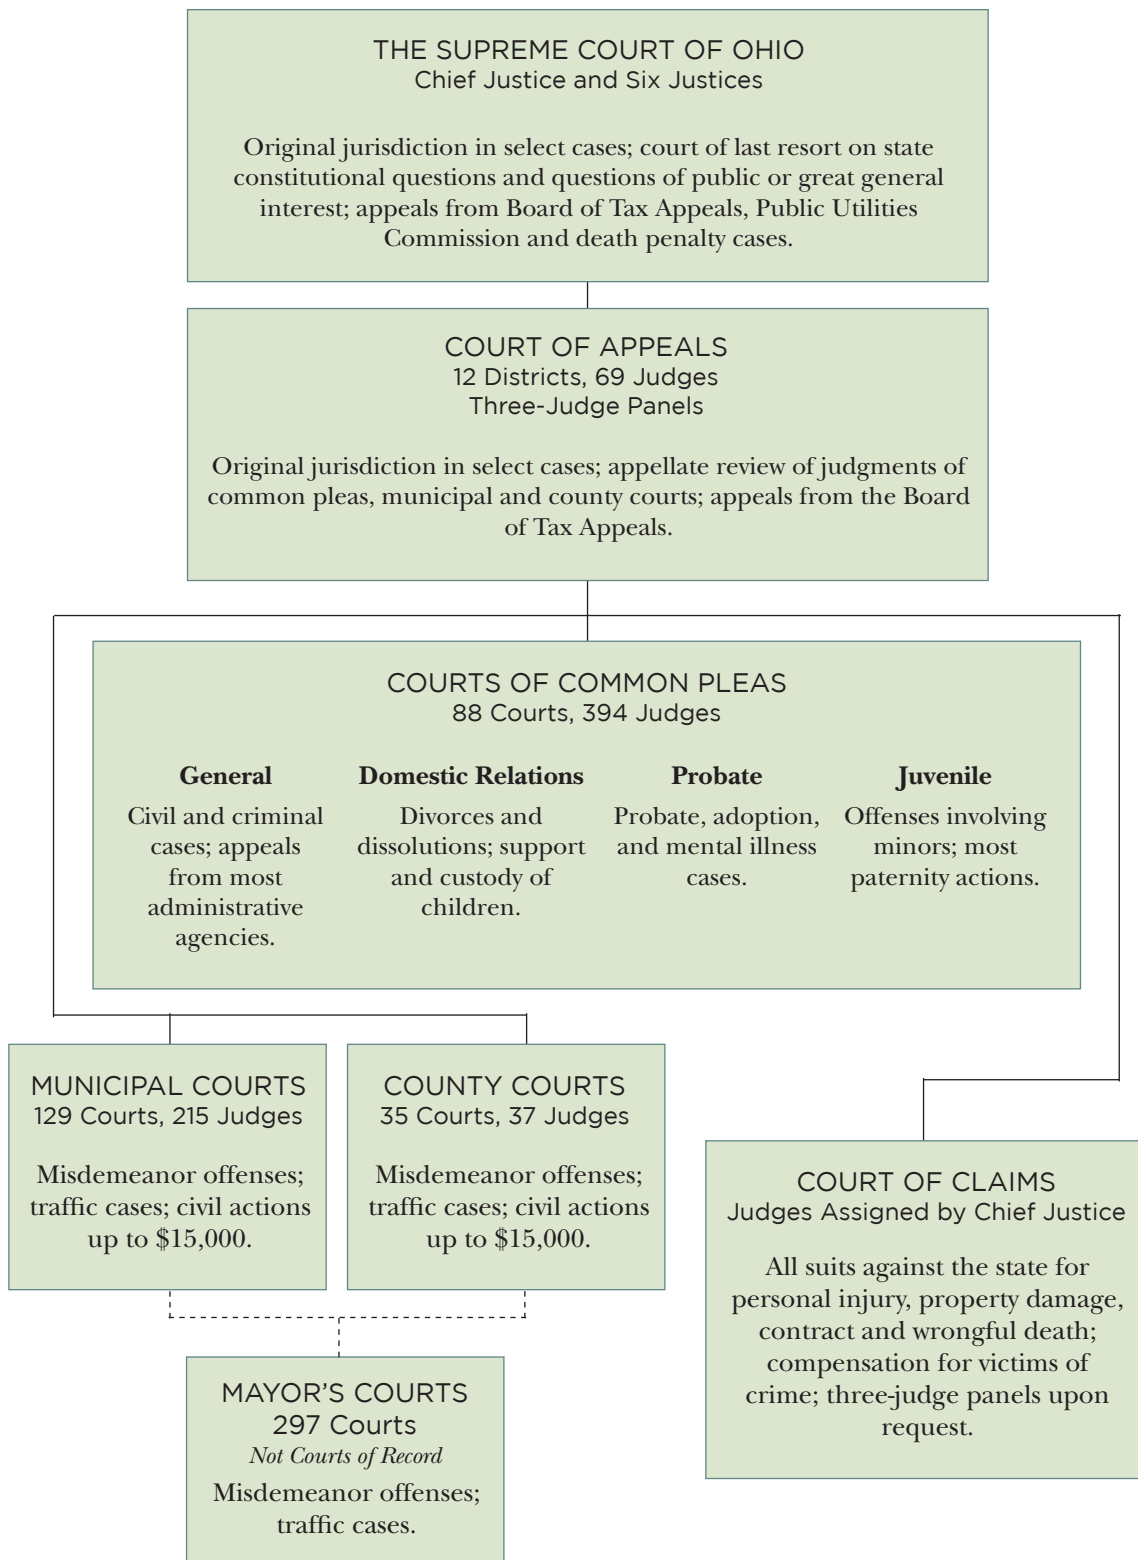 THE SUPREME COURT OF OHIO
Chief Justice and Six Justices
Original jurisdiction in select cases; court of last resort on state
constitutional questions and questions of public or great general
interest; appeals from Board of Tax Appeals, Public Utilities
Commission and death penalty cases.
COURT OF APPEALS
12 Districts, 69 Judges
Three-Judge Panels
Original jurisdiction in select cases; appellate review of judgments of
common pleas, municipal and county courts; appeals from the Board
of Tax Appeals.
COURTS OF COMMON PLEAS
88 Courts, 394 Judges
General
Civil and criminal
cases; appeals
from most
administrative
agencies.
Domestic Relations
Divorces and
dissolutions; support
and custody of
children.
Probate
Probate, adoption,
and mental illness
cases.
Juvenile
Offenses involving
minors; most
paternity actions.
MUNICIPAL COURTS
129 Courts, 215 Judges
Misdemeanor offenses;
traffic cases; civil actions
up to $15,000.
COUNTY COURTS
35 Courts, 37 Judges
Misdemeanor offenses;
traffic cases; civil actions
up to $15,000.
COURT OF CLAIMS
Judges Assigned by Chief Justice
All suits against the state for
personal injury, property damage,
contract and wrongful death;
compensation for victims of
crime; three-judge panels upon
request.
MAYOR'S COURTS
297 Courts
Not Courts of Record
Misdemeanor offenses;
traffic cases.